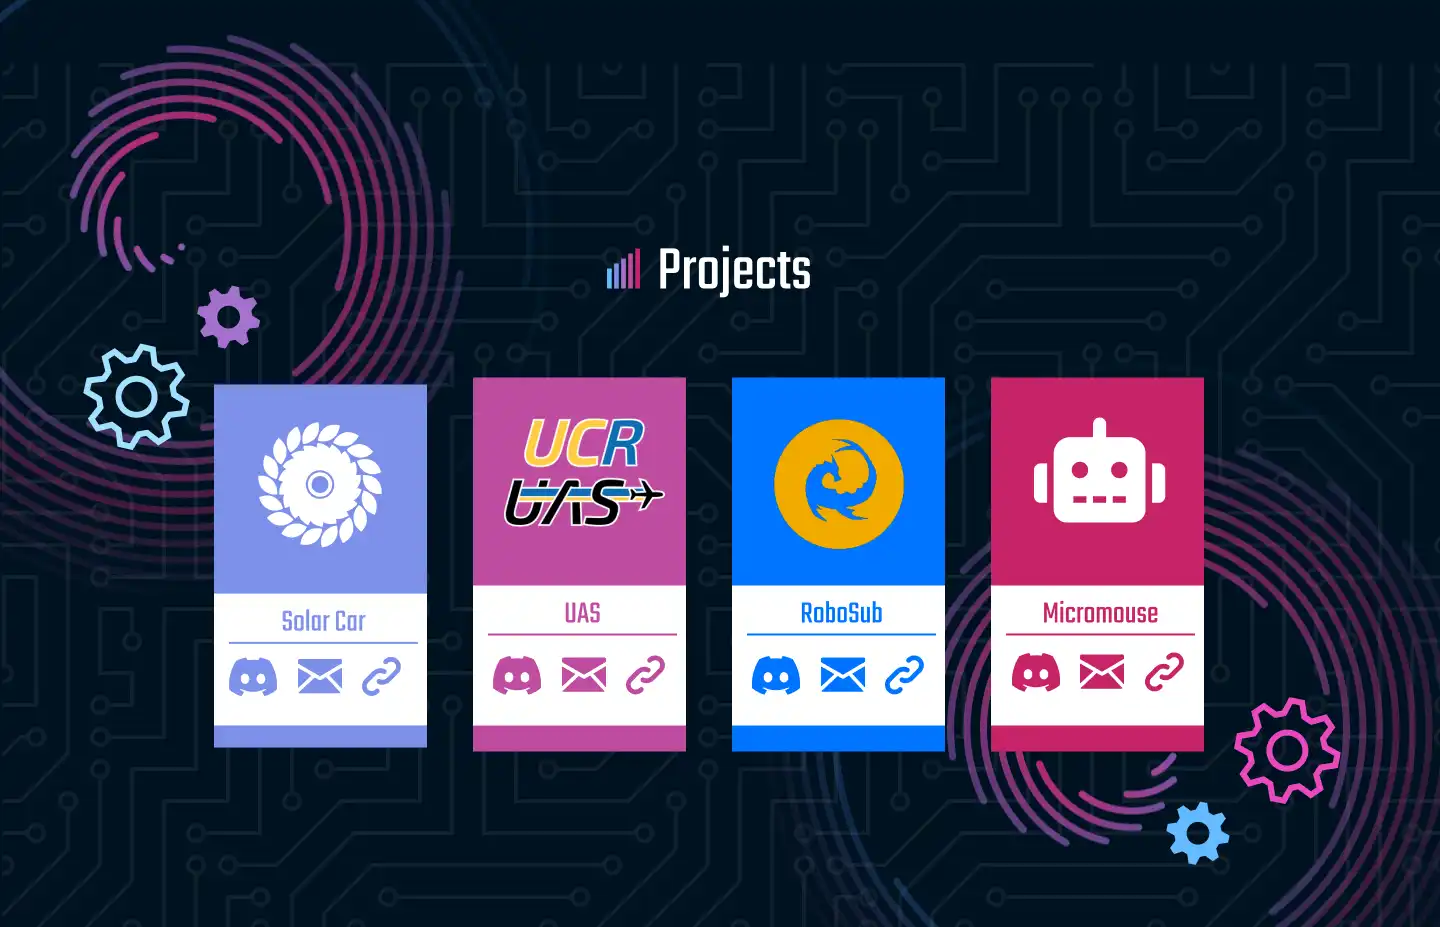 Projects
UCR
UAS
Solar Car
UAS
RoboSub
Micromouse